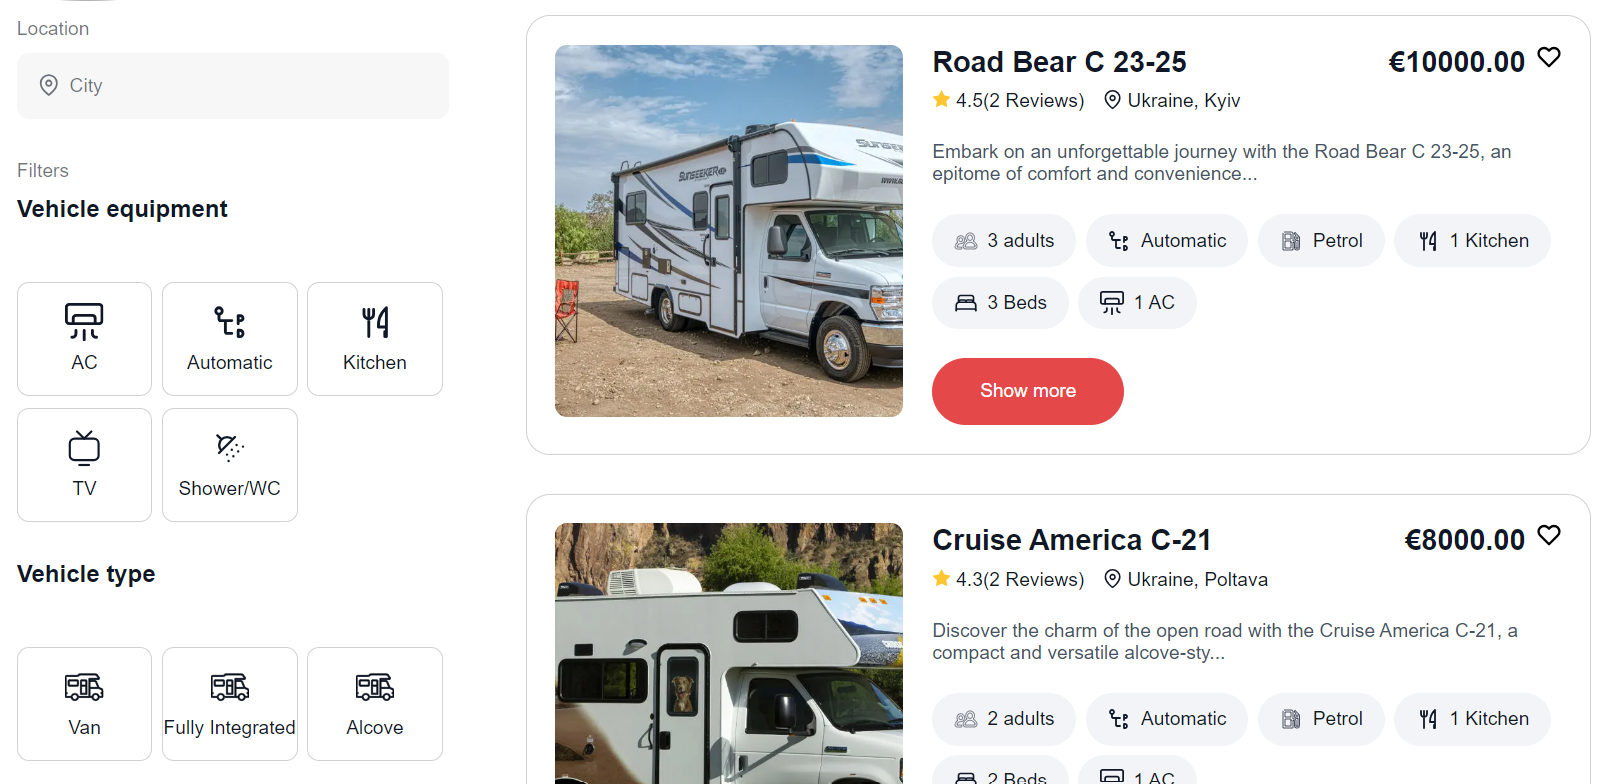 Location
City
Filters
Vehicle equipment
AC
Automatic
Kitchen
TV
Shower/WC
Vehicle type
Van
Fully Integrated
Alcove
SUNSEEKER
Road Bear C 23-25
€10000.00
4.5(2 Reviews)
Ukraine, Kyiv
Embark on an unforgettable journey with the Road Bear C 23-25, an
epitome of comfort and convenience...
3 adults
Automatic
Petrol
1 Kitchen
3 Beds
1 AC
Show more
Cruise America C-21
€8000.00
4.3(2 Reviews)
Ukraine, Poltava
Discover the charm of the open road with the Cruise America C-21, a
compact and versatile alcove-sty...
2 adults
Automatic
Petrol
1 Kitchen
2 Beds
1 AC